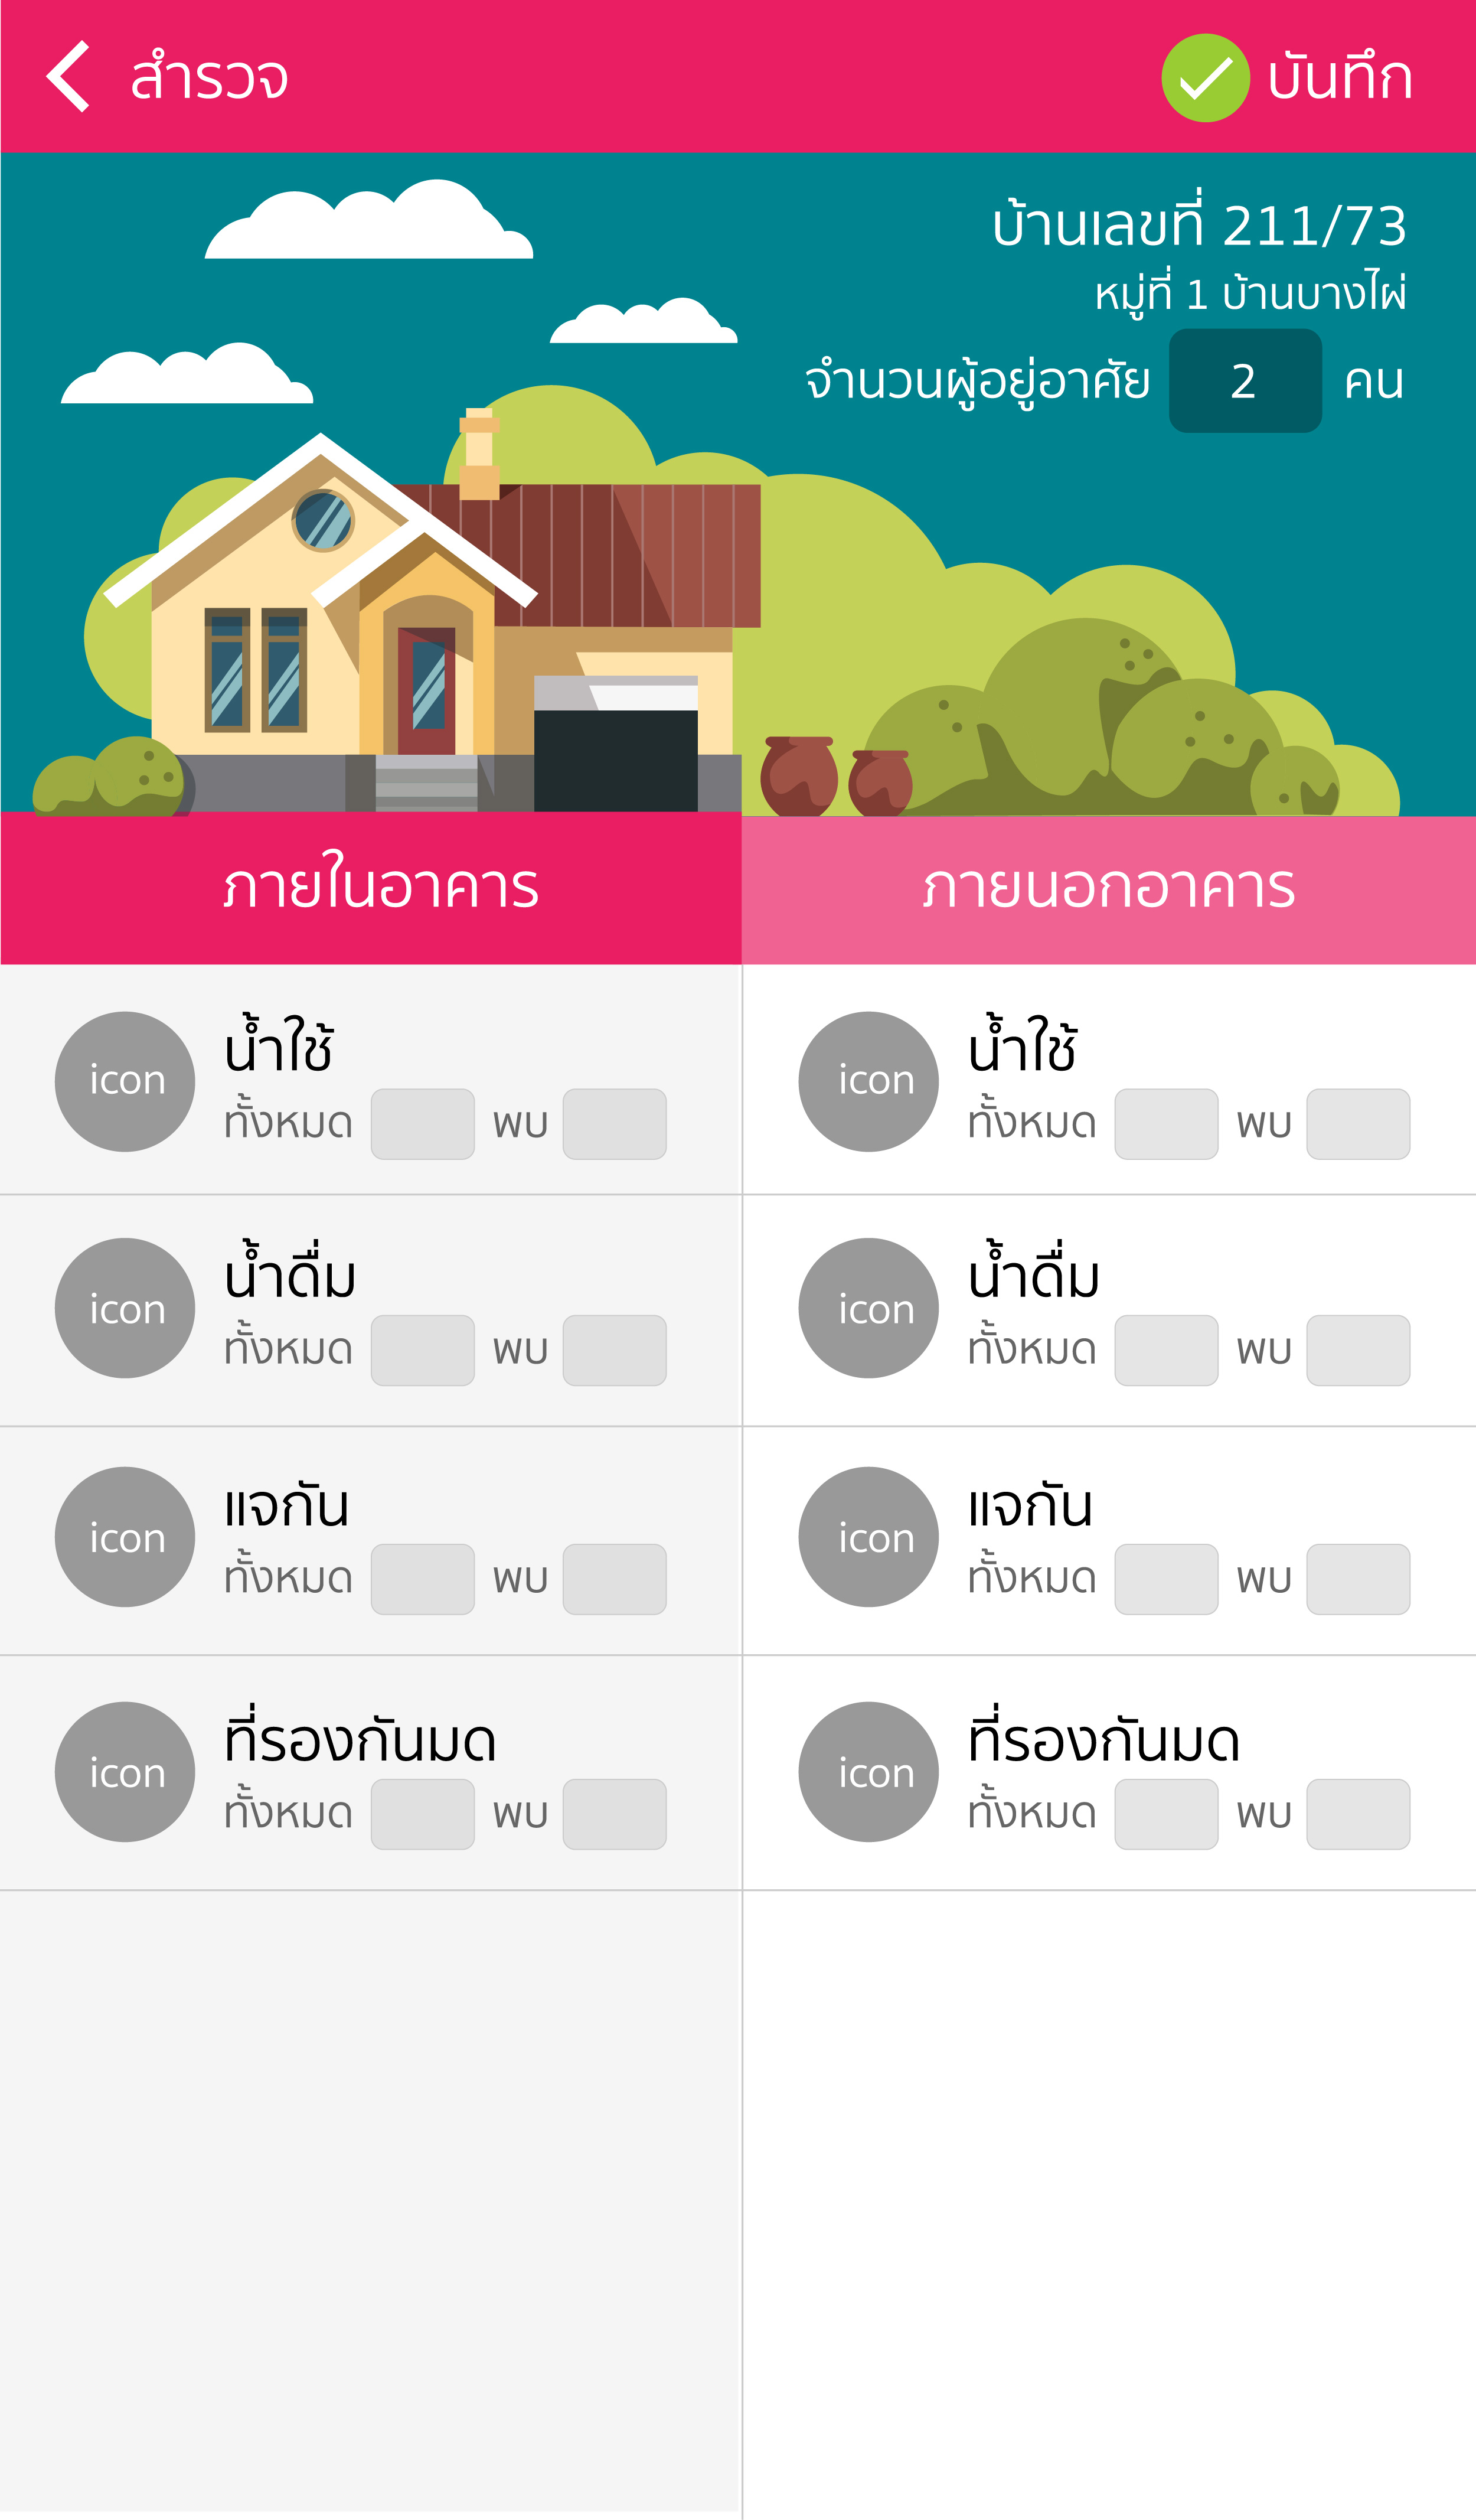 สำรวจ
บันทึก
บ้านเลขที่ 211/73
หมู่ที่ 1 บ้านบางไผ่
จำนวนผู้อยู่อาศัย 2 คน
ภายในอาคาร
ภายนอกอาคาร
icon
น้ำใช้
ทั้งหมด พบ
icon
น้ำใช้
ทั้งหมด พบ
icon
น้ำดื่ม
ทั้งหมด พบ
icon
น้ำดื่ม
ทั้งหมด พบ
icon
แจกัน
ทั้งหมด พบ
icon
แจกัน
ทั้งหมด พบ
icon
ที่รองกันมด
ทั้งหมด พบ
icon
ที่รองกันมด
ทั้งหมด พบ